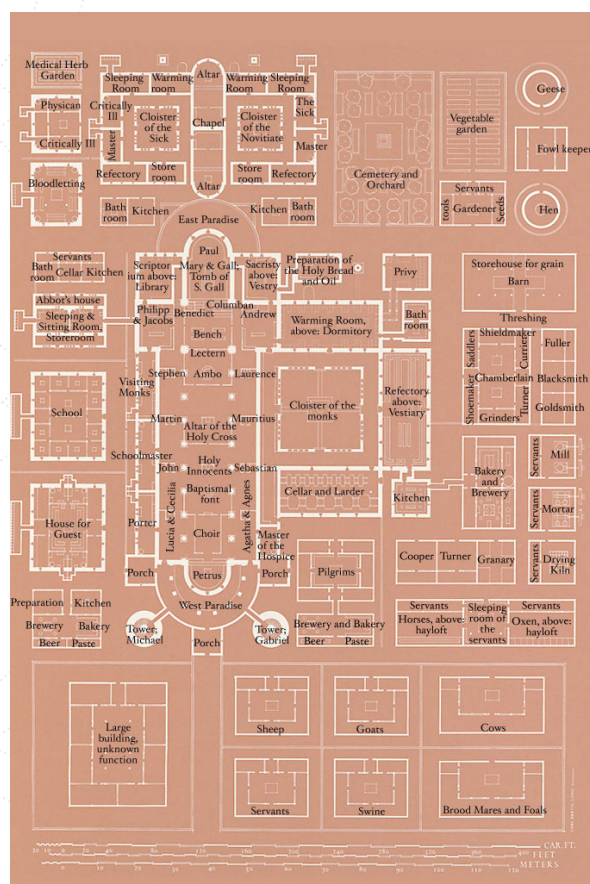 Medical Herb
Garden
Physican
Critically Ill
Bloodletting
Sleeping
Room
Warming
room
Altar
Warming
Room
Sleeping
Room
Critically
Ill
Master
Cloister
of the
Sick
Chapel
Cloister
of the
Novitiate
The
Sick
Master
Refectory
Store
room
Altar
Store
room
Refectory
Bath
room
Kitchen
Kitchen
Bath
room
East Paradise
Cemetery and
Orchard
Vegetable
garden
Geese
Fowl keeper
Hen
Servants
tools
Gardener
Seeds
Servants
Bath
room
Cellar
Kitchen
Abbot's house
Sleeping &
Sitting Room,
Storeroom
Scriptor
ium above:
Library
Paul
Mary & Gall;
Tomb of
S. Gall
Sacristy
above:
Vestry
Preparation of
the Holy Bread
and Oil
Privy
Bath
room
Storehouse for grain
Barn
Threshing
Philipp
& Jacobs
Benedict
Columban
Andrew
Bench
Lectern
Warming Room,
above: Dormitory
Stephen
Ambo
Laurence
Visiting
Monks
Martin
Mauritius
Altar of the
Holy Cross
Cloister of the
monks
Refectory
above:
Vestiary
Saddlers
Shieldmaker
Curriers
Shoemaker
Chamberlain
Turner
Grinders
Fuller
Blacksmith
Goldsmith
School
Schoolmaster
John
Holy
Innocents
Sebastian
Baptismal
font
Lucia & Cecilia
Agatha & Agnes
Choir
Cellar and Larder
Kitchen
Bakery
and
Brewery
Servants
Mill
Servants
Mortar
Servants
Drying
Kiln
House for
Guest
Porter
Master
of the
Hospice
Porch
Petrus
Porch
West Paradise
Pilgrims
Cooper
Turner
Granary
Preparation
Kitchen
Brewery
Bakery
Beer
Paste
Tower;
Michael
Porch
Tower;
Gabriel
Brewery and Bakery
Beer
Paste
Servants
Horses, above:
hayloft
Sleeping
room of
the
servants
Servants
Oxen, above:
hayloft
Large
building,
unknown
function
Sheep
Goats
Cows
Servants
Swine
Brood Mares and Foals
CAR. FT.
FEET
METERS